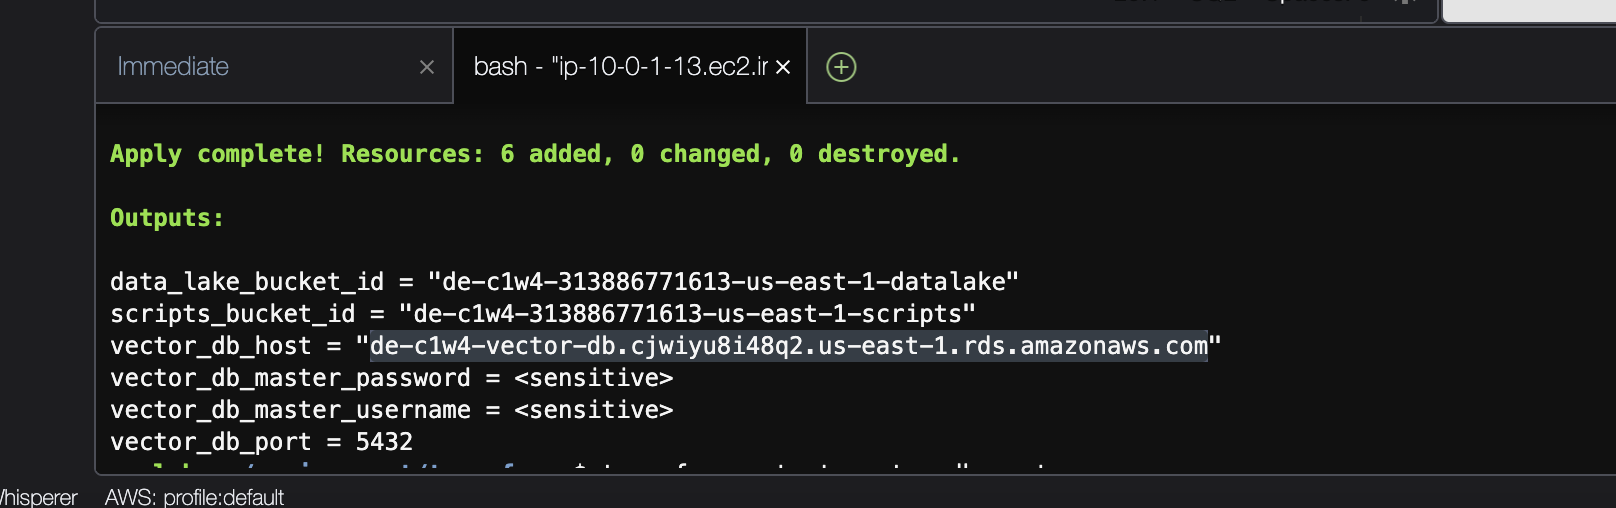 Immediate ×
bash - "ip-10-0-1-13.ec2.ir ×
Apply complete! Resources: 6 added, 0 changed, 0 destroyed.
Outputs:
data_lake_bucket_id = "de-c1w4-313886771613-us-east-1-datalake"
scripts_bucket_id = "de-c1w4-313886771613-us-east-1-scripts"
vector_db_host = "de-c1w4-vector-db.cjwiyu8i48q2.us-east-1.rds.amazonaws.com"
vector_db_master_password = <sensitive>
vector_db_master_username = <sensitive>
vector_db_port = 5432
Whisperer AWS: profile:default